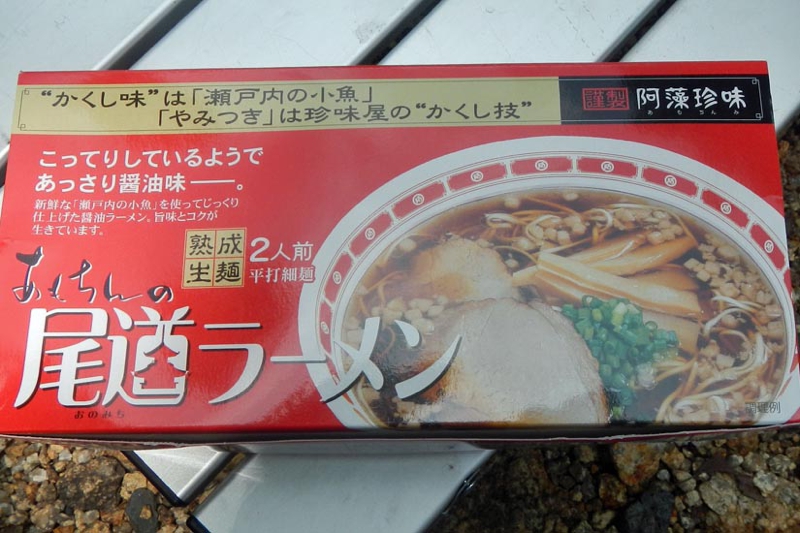 “かくし味”は「瀬戸内の小魚」
「やみつき」は珍味屋の“かくし技”
謹製
阿藻珍味
あもちんみ
こってりしているようで
あっさり醤油味――。
新鮮な「瀬戸内の小魚」を使ってじっくり
仕上げた醤油ラーメン。旨味とコクが
生きています。
熟成
生麺
2人前
平打細麺
あもちんの
尾道ラーメン
おのみち
調理例